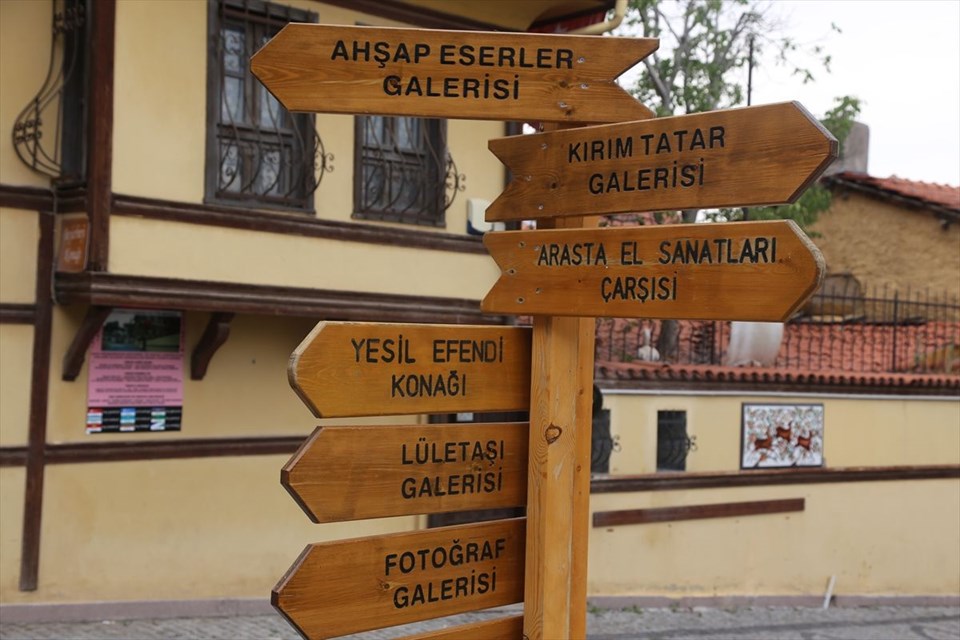 AHŞAP ESERLER
GALERİSİ
KIRIM TATAR
GALERİSİ
ARASTA EL SANATLARI
ÇARŞISI
YESİL EFENDİ
KONAĞI
LÜLETAŞI
GALERİSİ
FOTOĞRAF
GALERİSİ